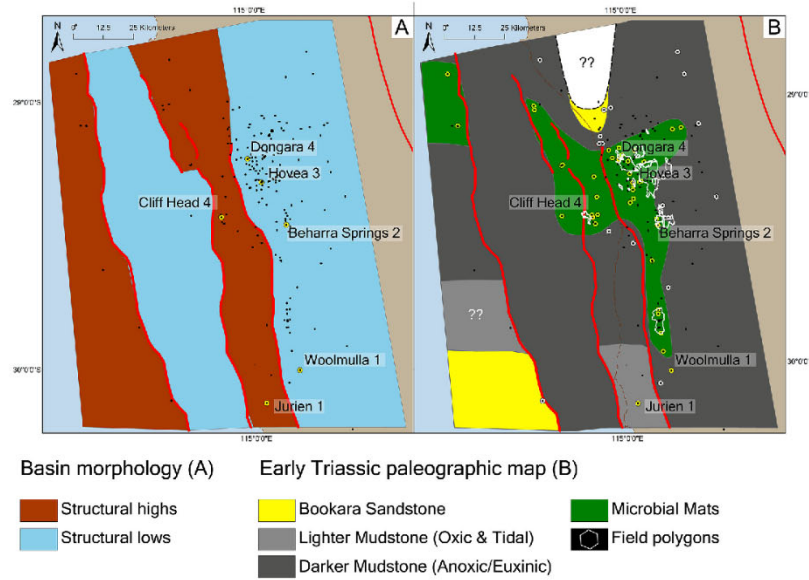 115°0'0"E
115°0'0"E
N
0 12.5 25 Kilometers
A
N
0 12.5 25 Kilometers
B
??
29°0'0"S
29°0'0"S
Dongara 4
Hovea 3
Cliff Head 4
Beharra Springs 2
Woolmulla 1
Jurien 1
Dongara 4
Hovea 3
Cliff Head 4
Beharra Springs 2
??
Woolmulla 1
Jurien 1
30°0'0"S
30°0'0"S
115°0'0"E
115°0'0"E
Basin morphology (A)
Early Triassic paleographic map (B)
Structural highs
Bookara Sandstone
Microbial Mats
Structural lows
Lighter Mudstone (Oxic & Tidal)
Field polygons
Darker Mudstone (Anoxic/Euxinic)